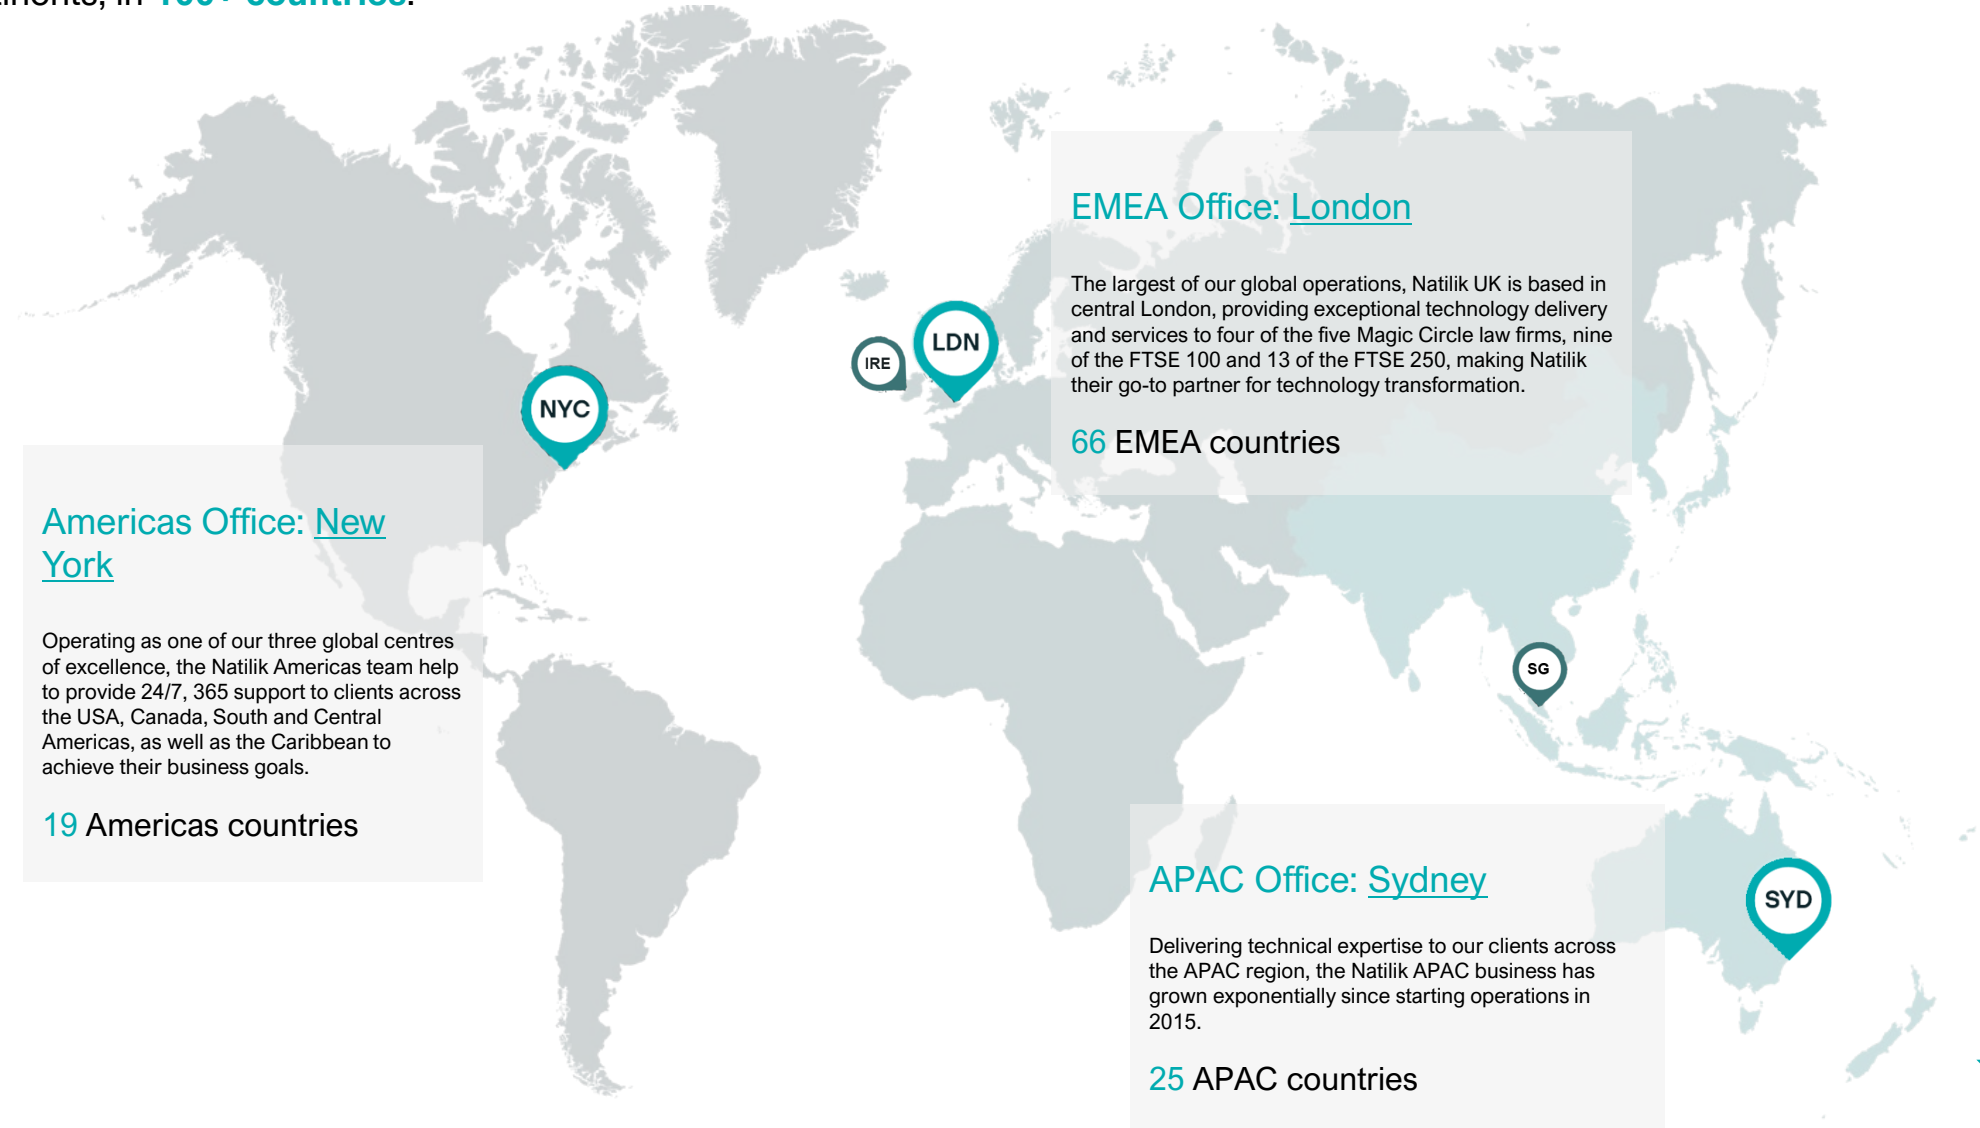 in 100+ countries.
EMEA Office: London
The largest of our global operations, Natilik UK is based in
central London, providing exceptional technology delivery
and services to four of the five Magic Circle law firms, nine
of the FTSE 100 and 13 of the FTSE 250, making Natilik
their go-to partner for technology transformation.
66 EMEA countries
LDN
IRE
NYC
Americas Office: New
York
Operating as one of our three global centres
of excellence, the Natilik Americas team help
to provide 24/7, 365 support to clients across
the USA, Canada, South and Central
Americas, as well as the Caribbean to
achieve their business goals.
19 Americas countries
SG
APAC Office: Sydney
Delivering technical expertise to our clients across
the APAC region, the Natilik APAC business has
grown exponentially since starting operations in
2015.
25 APAC countries
SYD